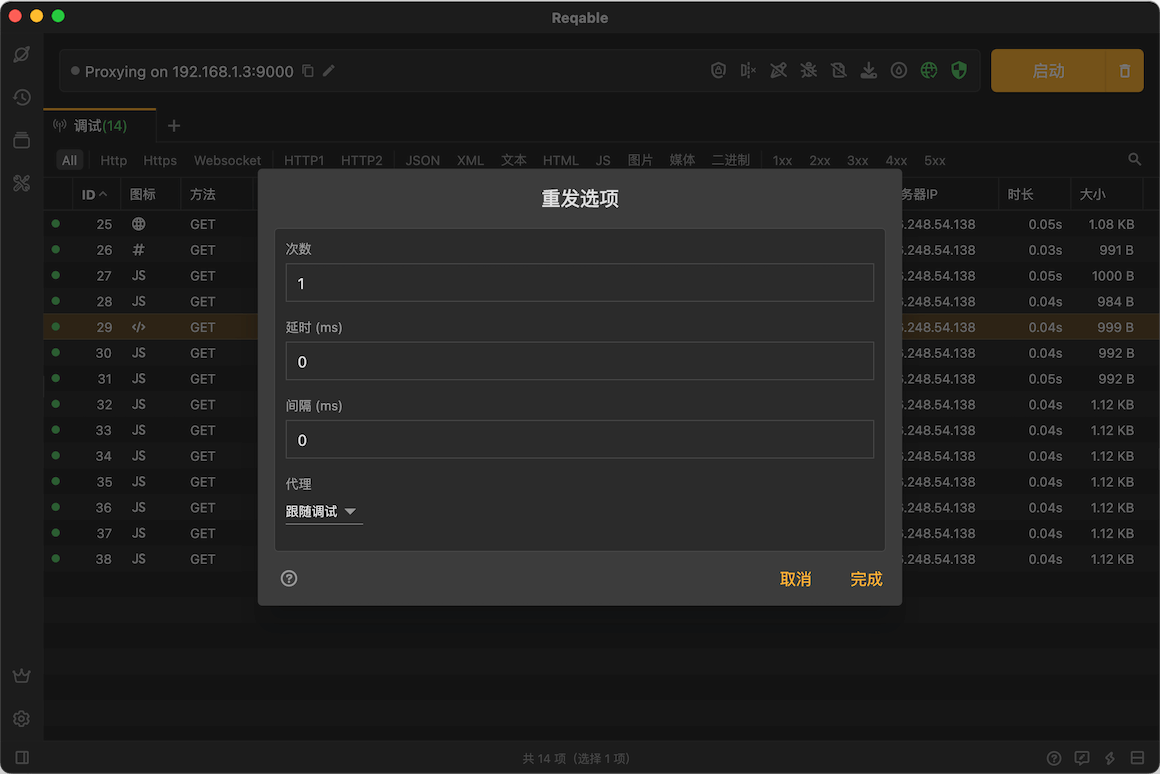 Reqable
Proxying on 192.168.1.3:9000
启动
调试(14)
All Http Https Websocket HTTP1 HTTP2 JSON XML 文本 HTML JS 图片 媒体 二进制 1xx 2xx 3xx 4xx 5xx
ID 图标 方法 务器IP 时长 大小
25 GET .248.54.138 0.05s 1.08 KB
26 # GET .248.54.138 0.03s 991 B
27 JS GET .248.54.138 0.05s 1000 B
28 JS GET .248.54.138 0.04s 984 B
29 </> GET .248.54.138 0.04s 999 B
30 JS GET .248.54.138 0.04s 992 B
31 JS GET .248.54.138 0.05s 992 B
32 JS GET .248.54.138 0.04s 1.12 KB
33 JS GET .248.54.138 0.04s 1.12 KB
34 JS GET .248.54.138 0.04s 1.12 KB
35 JS GET .248.54.138 0.04s 1.12 KB
36 JS GET .248.54.138 0.04s 1.12 KB
37 JS GET .248.54.138 0.04s 1.12 KB
38 JS GET .248.54.138 0.04s 1.12 KB
重发选项
次数
1
延时 (ms)
0
间隔 (ms)
0
代理
跟随调试
取消 完成
共 14 项（选择 1 项）